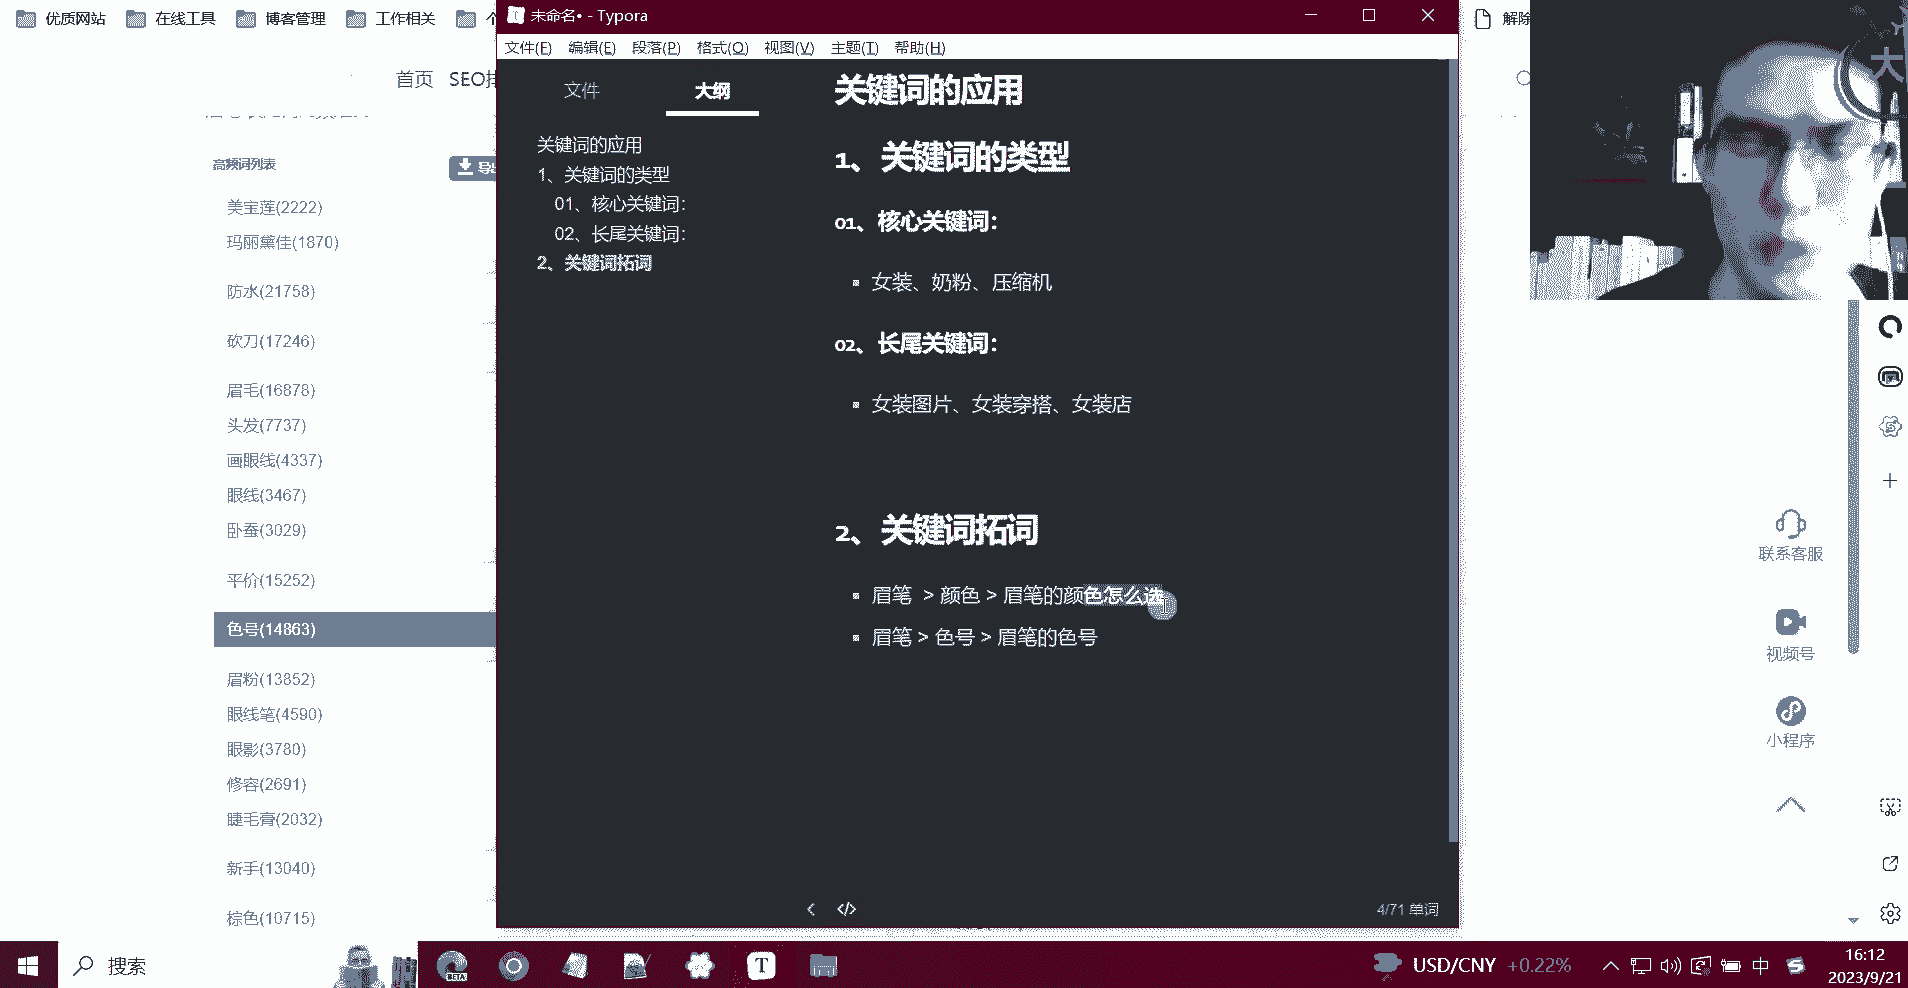 优质网站
在线工具
博客管理
工作相关
未命名• - Typora
解除
文件(F) 编辑(E) 段落(P) 格式(O) 视图(V) 主题(T) 帮助(H)
首页 SEO
文件
大纲
关键词的应用
1、关键词的类型
01、核心关键词：
02、长尾关键词：
2、关键词拓词
关键词的应用
1、关键词的类型
01、核心关键词：
女装、奶粉、压缩机
02、长尾关键词：
女装图片、女装穿搭、女装店
2、关键词拓词
眉笔 > 颜色 > 眉笔的颜色怎么选
眉笔 > 色号 > 眉笔的色号
4/71 单词
高频词列表
美宝莲(2222)
玛丽黛佳(1870)
防水(21758)
砍刀(17246)
眉毛(16878)
头发(7737)
画眼线(4337)
眼线(3467)
卧蚕(3029)
平价(15252)
色号(14863)
眉粉(13852)
眼线笔(4590)
眼影(3780)
修容(2691)
睫毛膏(2032)
新手(13040)
棕色(10715)
大
联系客服
视频号
小程序
搜索
BETA
T
USD/CNY +0.22%
中
16:12
2023/9/21